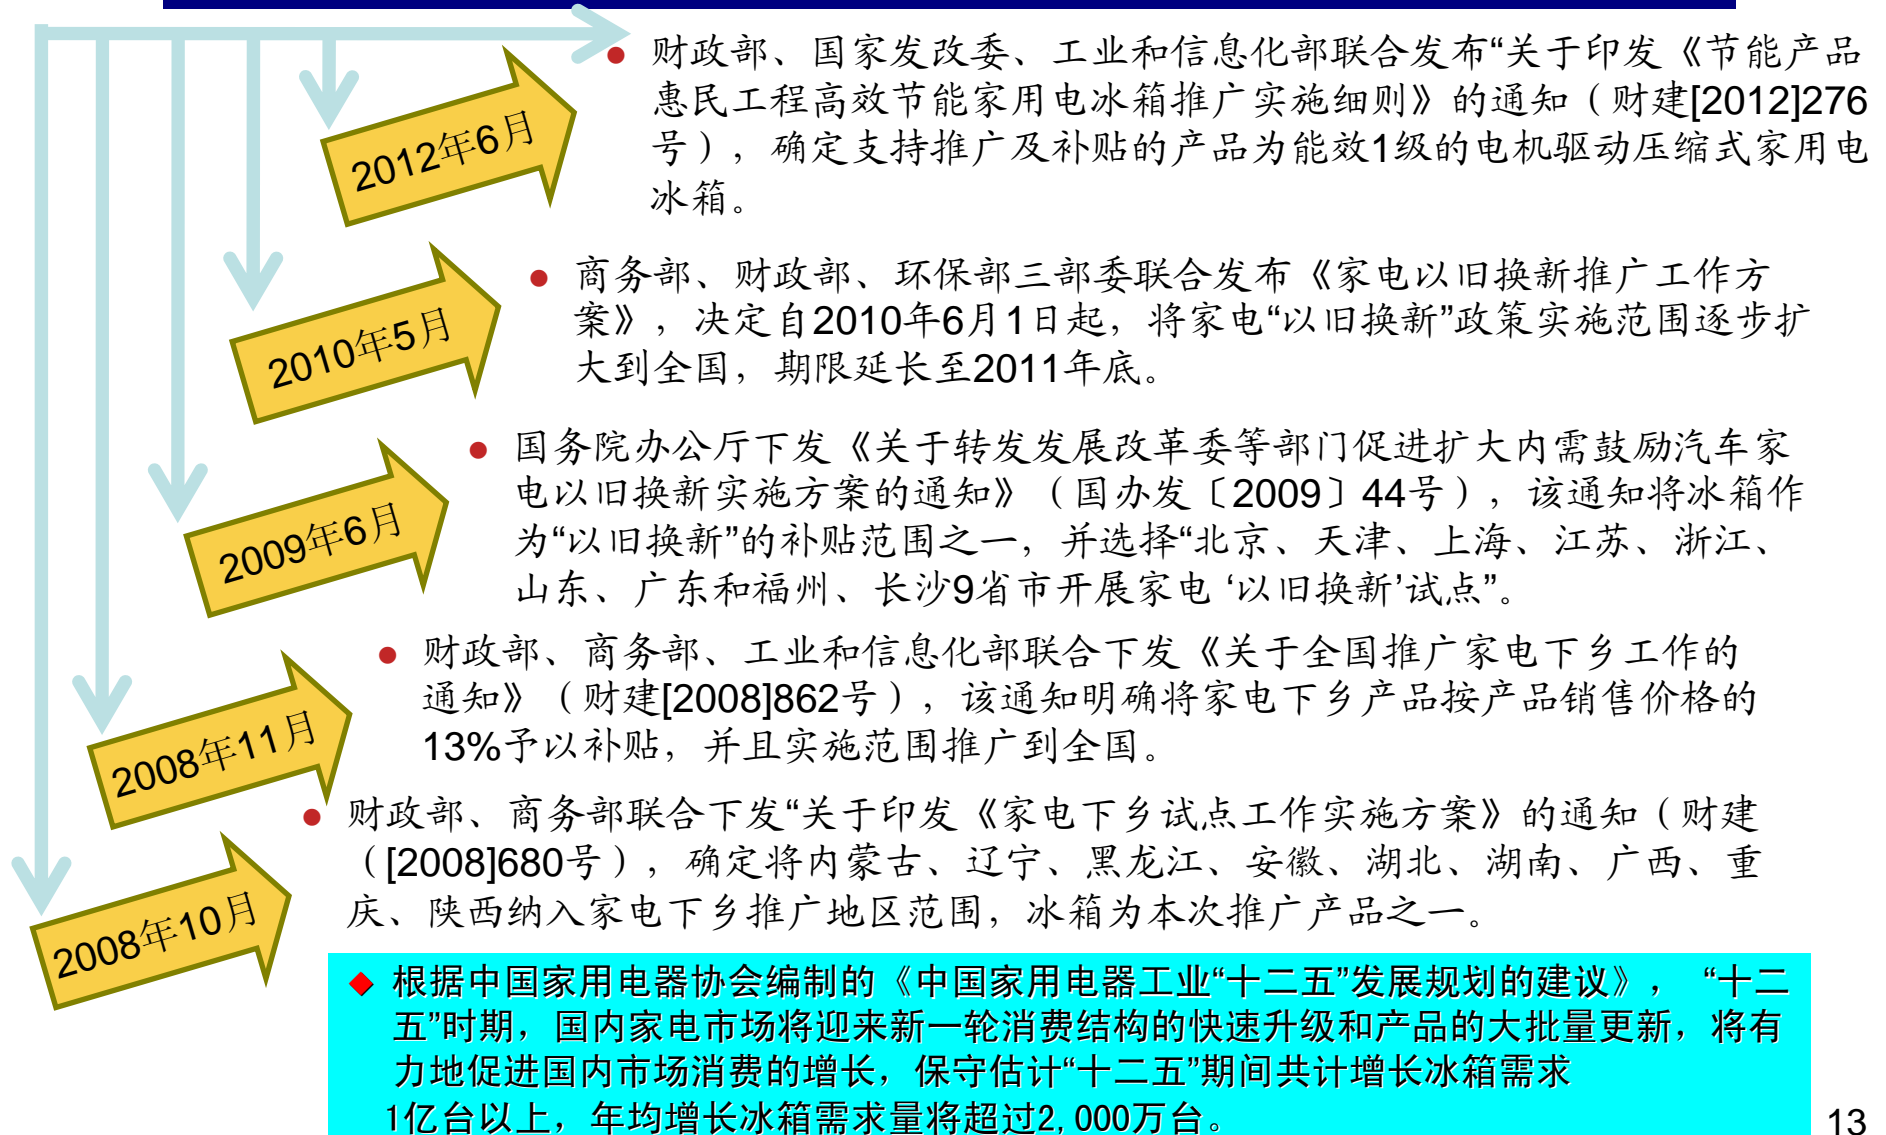 2012年6月
● 财政部、国家发改委、工业和信息化部联合发布“关于印发《节能产品
惠民工程高效节能家用电冰箱推广实施细则》的通知（财建[2012]276
号），确定支持推广及补贴的产品为能效1级的电机驱动压缩式家用电
冰箱。
2010年5月
● 商务部、财政部、环保部三部委联合发布《家电以旧换新推广工作方
案》，决定自2010年6月1日起，将家电“以旧换新”政策实施范围逐步扩
大到全国，期限延长至2011年底。
2009年6月
● 国务院办公厅下发《关于转发发展改革委等部门促进扩大内需鼓励汽车家
电以旧换新实施方案的通知》（国办发〔2009〕44号），该通知将冰箱作
为“以旧换新”的补贴范围之一，并选择“北京、天津、上海、江苏、浙江、
山东、广东和福州、长沙9省市开展家电 ‘以旧换新’试点”。
2008年11月
● 财政部、商务部、工业和信息化部联合下发《关于全国推广家电下乡工作的
通知》（财建[2008]862号），该通知明确将家电下乡产品按产品销售价格的
13%予以补贴，并且实施范围推广到全国。
2008年10月
● 财政部、商务部联合下发“关于印发《家电下乡试点工作实施方案》的通知（财建
（[2008]680号），确定将内蒙古、辽宁、黑龙江、安徽、湖北、湖南、广西、重
庆、陕西纳入家电下乡推广地区范围，冰箱为本次推广产品之一。
◆ 根据中国家用电器协会编制的《中国家用电器工业“十二五”发展规划的建议》， “十二
五”时期，国内家电市场将迎来新一轮消费结构的快速升级和产品的大批量更新，将有
力地促进国内市场消费的增长，保守估计“十二五”期间共计增长冰箱需求
1亿台以上，年均增长冰箱需求量将超过2,000万台。
13